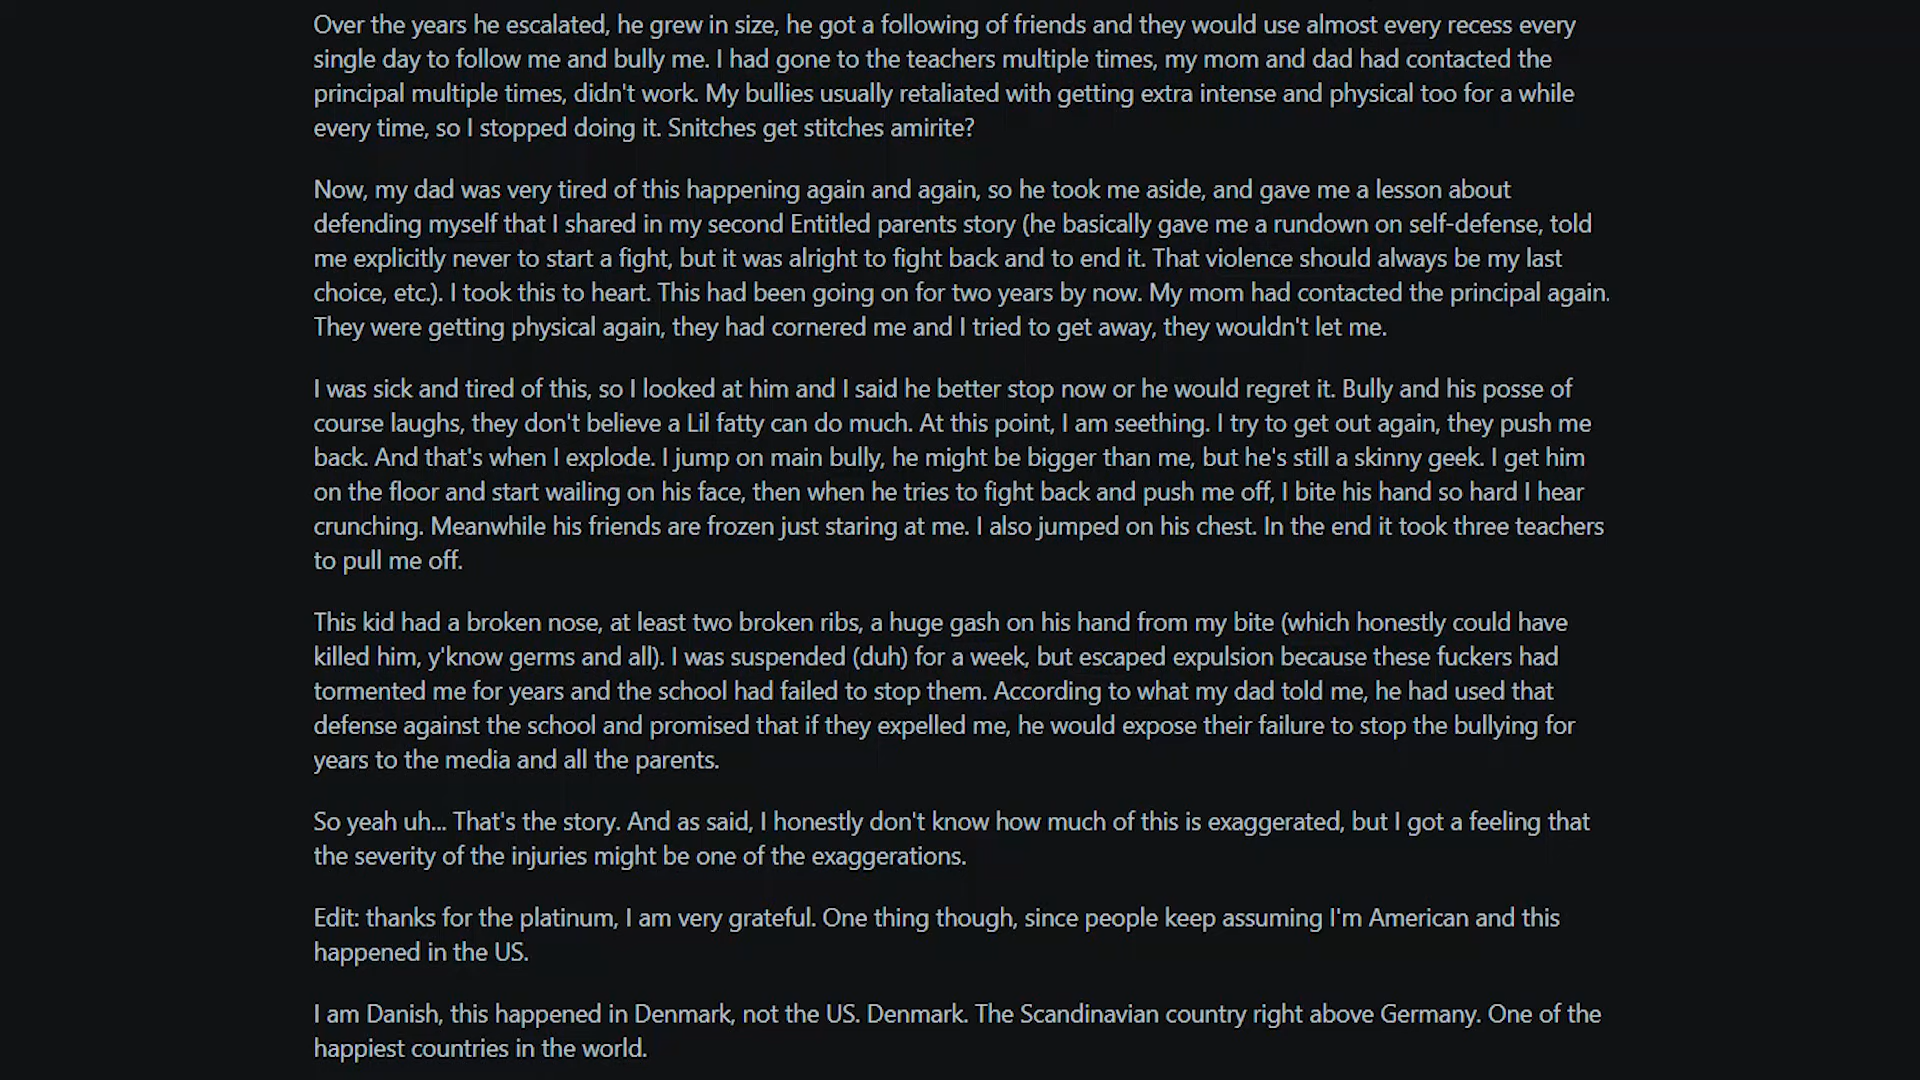 Over the years he escalated, he grew in size, he got a following of friends and they would use almost every recess every
single day to follow me and bully me. I had gone to the teachers multiple times, my mom and dad had contacted the
principal multiple times, didn't work. My bullies usually retaliated with getting extra intense and physical too for a while
every time, so I stopped doing it. Snitches get stitches amirite?
Now, my dad was very tired of this happening again and again, so he took me aside, and gave me a lesson about
defending myself that I shared in my second Entitled parents story (he basically gave me a rundown on self-defense, told
me explicitly never to start a fight, but it was alright to fight back and to end it. That violence should always be my last
choice, etc.). I took this to heart. This had been going on for two years by now. My mom had contacted the principal again.
They were getting physical again, they had cornered me and I tried to get away, they wouldn't let me.
I was sick and tired of this, so I looked at him and I said he better stop now or he would regret it. Bully and his posse of
course laughs, they don't believe a Lil fatty can do much. At this point, I am seething. I try to get out again, they push me
back. And that's when I explode. I jump on main bully, he might be bigger than me, but he's still a skinny geek. I get him
on the floor and start wailing on his face, then when he tries to fight back and push me off, I bite his hand so hard I hear
crunching. Meanwhile his friends are frozen just staring at me. I also jumped on his chest. In the end it took three teachers
to pull me off.
This kid had a broken nose, at least two broken ribs, a huge gash on his hand from my bite (which honestly could have
killed him, y'know germs and all). I was suspended (duh) for a week, but escaped expulsion because these fuckers had
tormented me for years and the school had failed to stop them. According to what my dad told me, he had used that
defense against the school and promised that if they expelled me, he would expose their failure to stop the bullying for
years to the media and all the parents.
So yeah uh... That's the story. And as said, I honestly don't know how much of this is exaggerated, but I got a feeling that
the severity of the injuries might be one of the exaggerations.
Edit: thanks for the platinum, I am very grateful. One thing though, since people keep assuming I'm American and this
happened in the US.
I am Danish, this happened in Denmark, not the US. Denmark. The Scandinavian country right above Germany. One of the
happiest countries in the world.